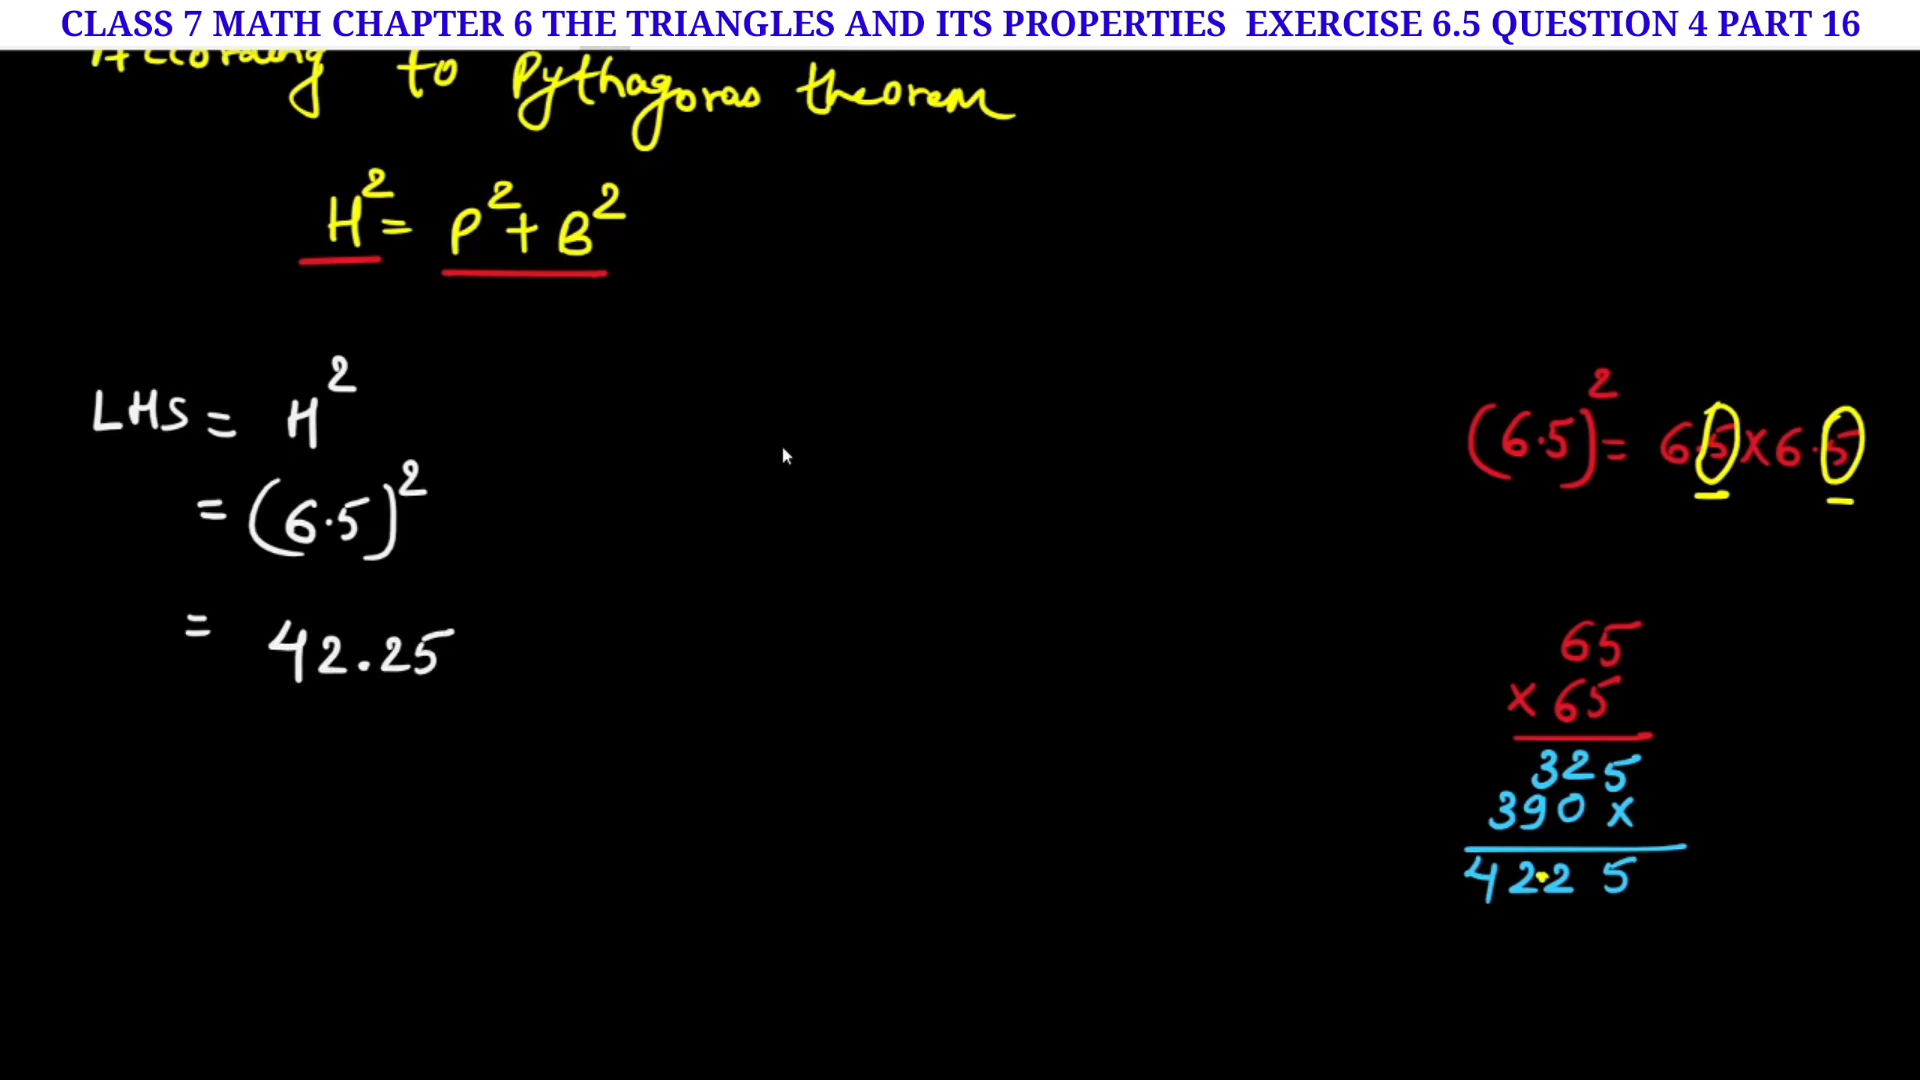 CLASS 7 MATH CHAPTER 6 THE TRIANGLES AND ITS PROPERTIES EXERCISE 6.5 QUESTION 4 PART 16
According to Pythagoras theorem
H² = P² + B²
LHS = H²
= (6.5)²
= 42.25
(6.5)² = 6.5 × 6.5
65
× 65
325
390 ×
42.25